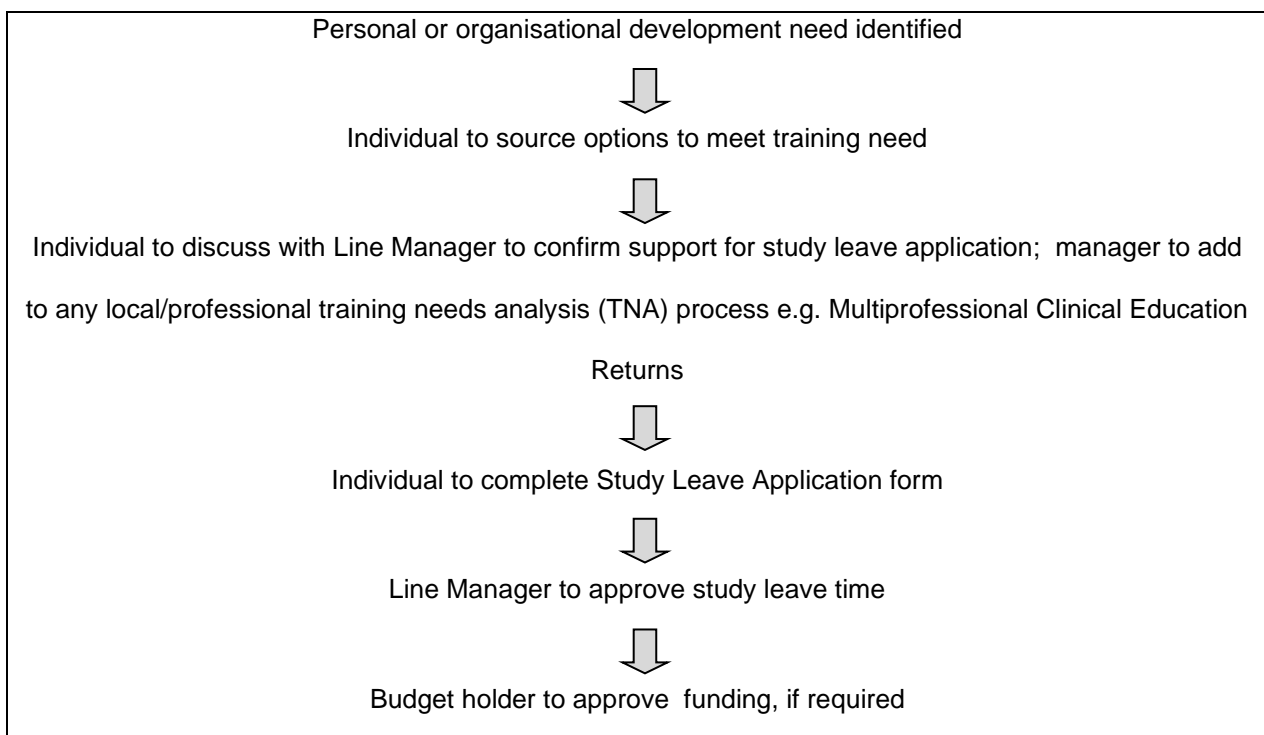 Personal or organisational development need identified
Individual to source options to meet training need
Individual to discuss with Line Manager to confirm support for study leave application;  manager to add
to any local/professional training needs analysis (TNA) process e.g. Multiprofessional Clinical Education
Returns
Individual to complete Study Leave Application form
Line Manager to approve study leave time
Budget holder to approve  funding, if required